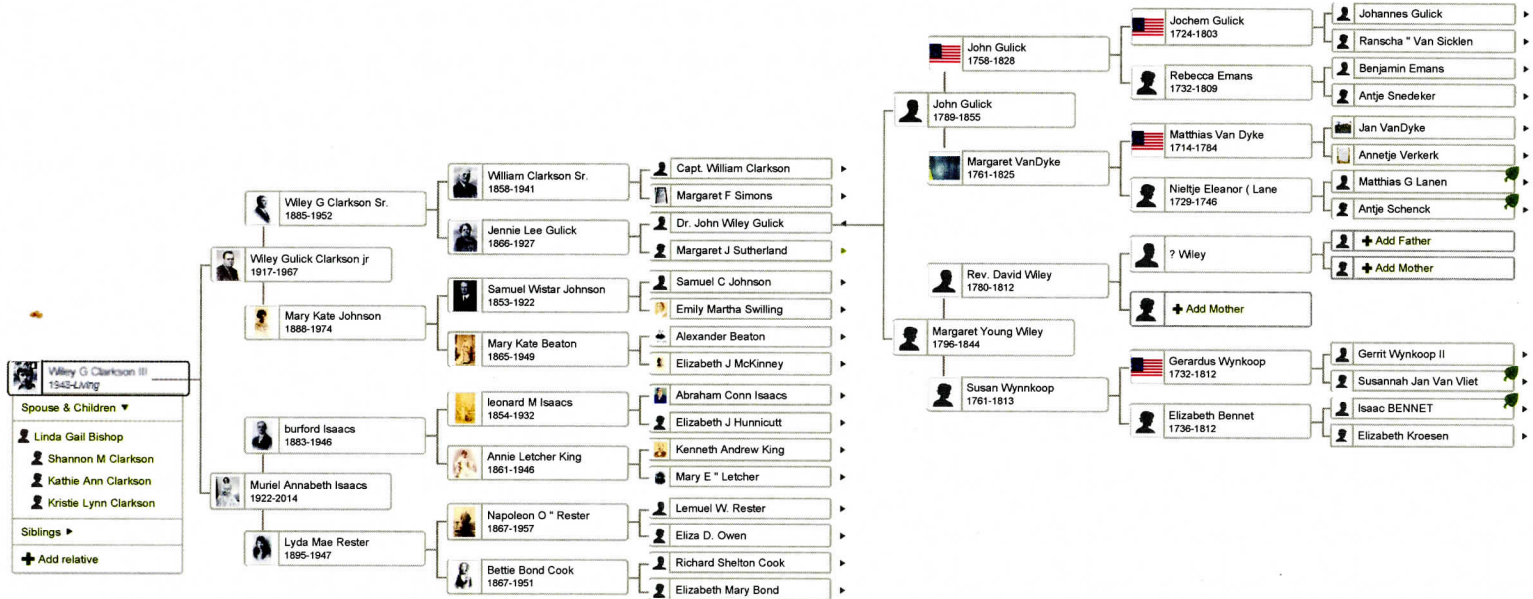 Wiley G Clarkson III
1943-Living
Spouse & Children ▼
Linda Gail Bishop
Shannon M Clarkson
Kathie Ann Clarkson
Kristie Lynn Clarkson
Siblings ►
+ Add relative
Wiley Gulick Clarkson jr
1917-1967
Muriel Annabeth Isaacs
1922-2014
Wiley G Clarkson Sr.
1885-1952
Mary Kate Johnson
1888-1974
burford Isaacs
1883-1946
Lyda Mae Rester
1895-1947
William Clarkson Sr.
1858-1941
Jennie Lee Gulick
1866-1927
Samuel Wistar Johnson
1853-1922
Mary Kate Beaton
1865-1949
leonard M Isaacs
1854-1932
Annie Letcher King
1861-1946
Napoleon O " Rester
1867-1957
Bettie Bond Cook
1867-1951
Capt. William Clarkson
Margaret F Simons
Dr. John Wiley Gulick
Margaret J Sutherland
Samuel C Johnson
Emily Martha Swilling
Alexander Beaton
Elizabeth J McKinney
Abraham Conn Isaacs
Elizabeth J Hunnicutt
Kenneth Andrew King
Mary E " Letcher
Lemuel W. Rester
Eliza D. Owen
Richard Shelton Cook
Elizabeth Mary Bond
John Gulick
1789-1855
Margaret Young Wiley
1796-1844
John Gulick
1758-1828
Margaret VanDyke
1761-1825
Rev. David Wiley
1780-1812
Susan Wynnkoop
1761-1813
Jochem Gulick
1724-1803
Rebecca Emans
1732-1809
Matthias Van Dyke
1714-1784
Nieltje Eleanor ( Lane
1729-1746
? Wiley
+ Add Mother
Gerardus Wynkoop
1732-1812
Elizabeth Bennet
1736-1812
Johannes Gulick
Ranscha " Van Sicklen
Benjamin Emans
Antje Snedeker
Jan VanDyke
Annetje Verkerk
Matthias G Lanen
Antje Schenck
+ Add Father
+ Add Mother
Gerrit Wynkoop II
Susannah Jan Van Vliet
Isaac BENNET
Elizabeth Kroesen